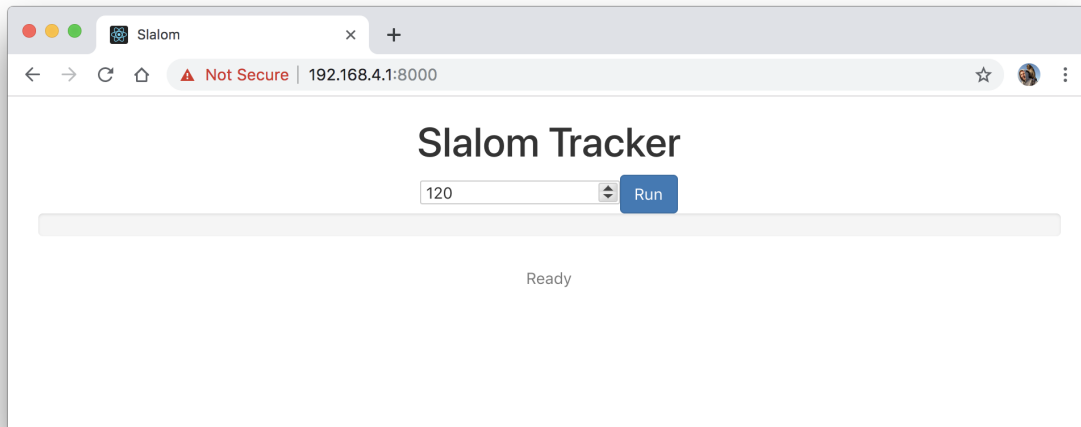 Slalom
Not Secure 192.168.4.1:8000
Slalom Tracker
120 Run
Ready